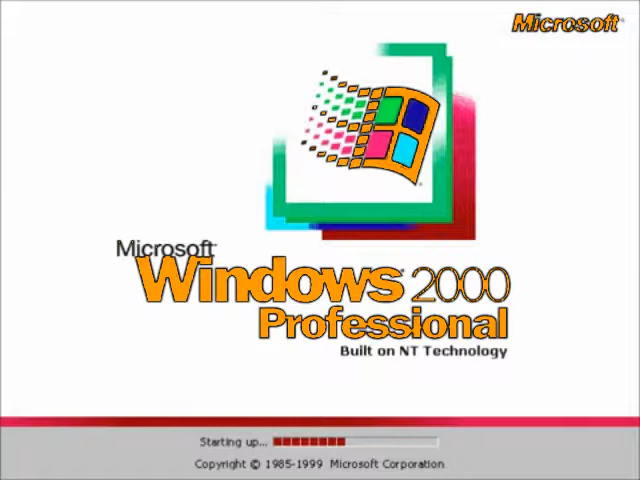 Microsoft
Microsoft
Windows 2000
Professional
Built on NT Technology
Starting up...
Copyright © 1985-1999 Microsoft Corporation